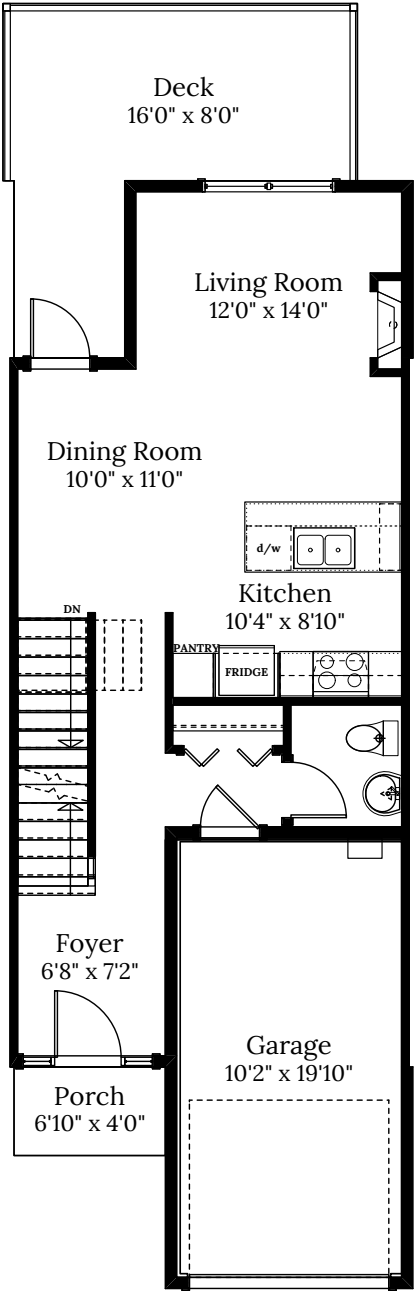 Deck
16'0" x 8'0"
Living Room
12'0" x 14'0"
Dining Room
10'0" x 11'0"
d/w
Kitchen
10'4" x 8'10"
DN
PANTRY
FRIDGE
Foyer
6'8" x 7'2"
Garage
10'2" x 19'10"
Porch
6'10" x 4'0"